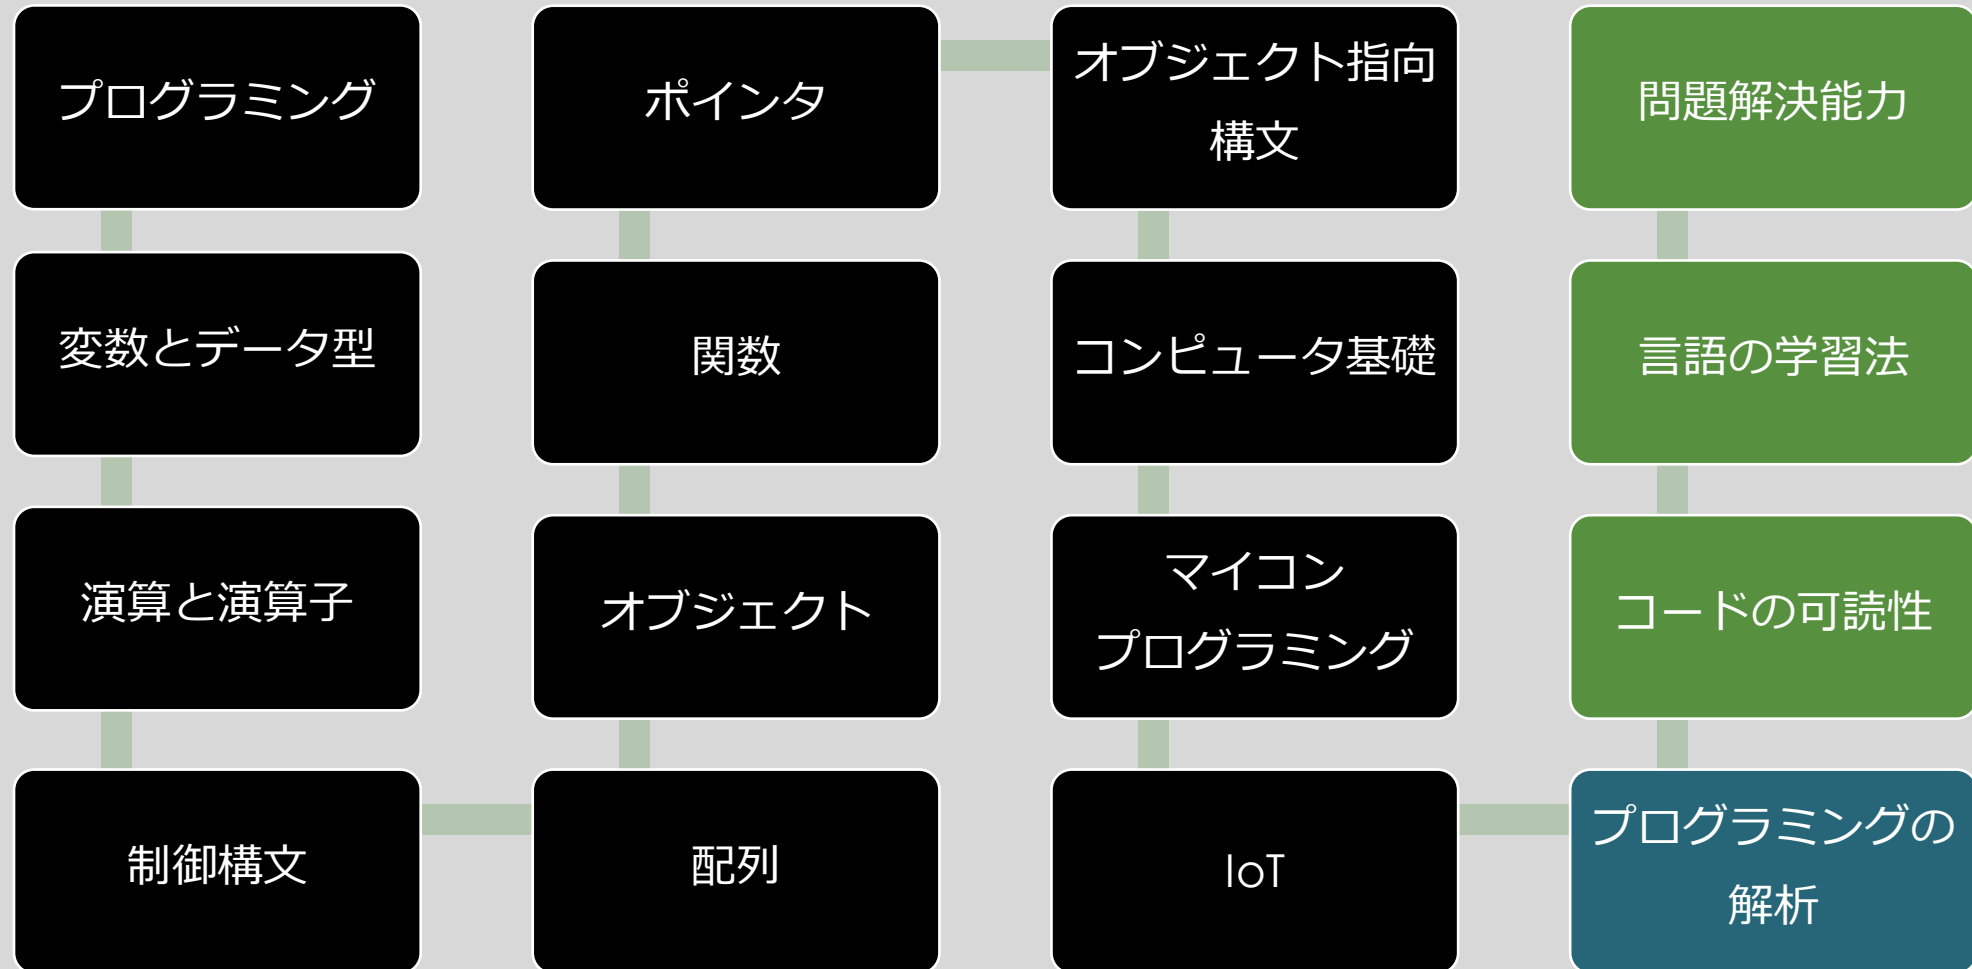 プログラミング
変数とデータ型
演算と演算子
制御構文
配列
オブジェクト
関数
ポインタ
オブジェクト指向
構文
コンピュータ基礎
マイコン
プログラミング
IoT
プログラミングの
解析
コードの可読性
言語の学習法
問題解決能力